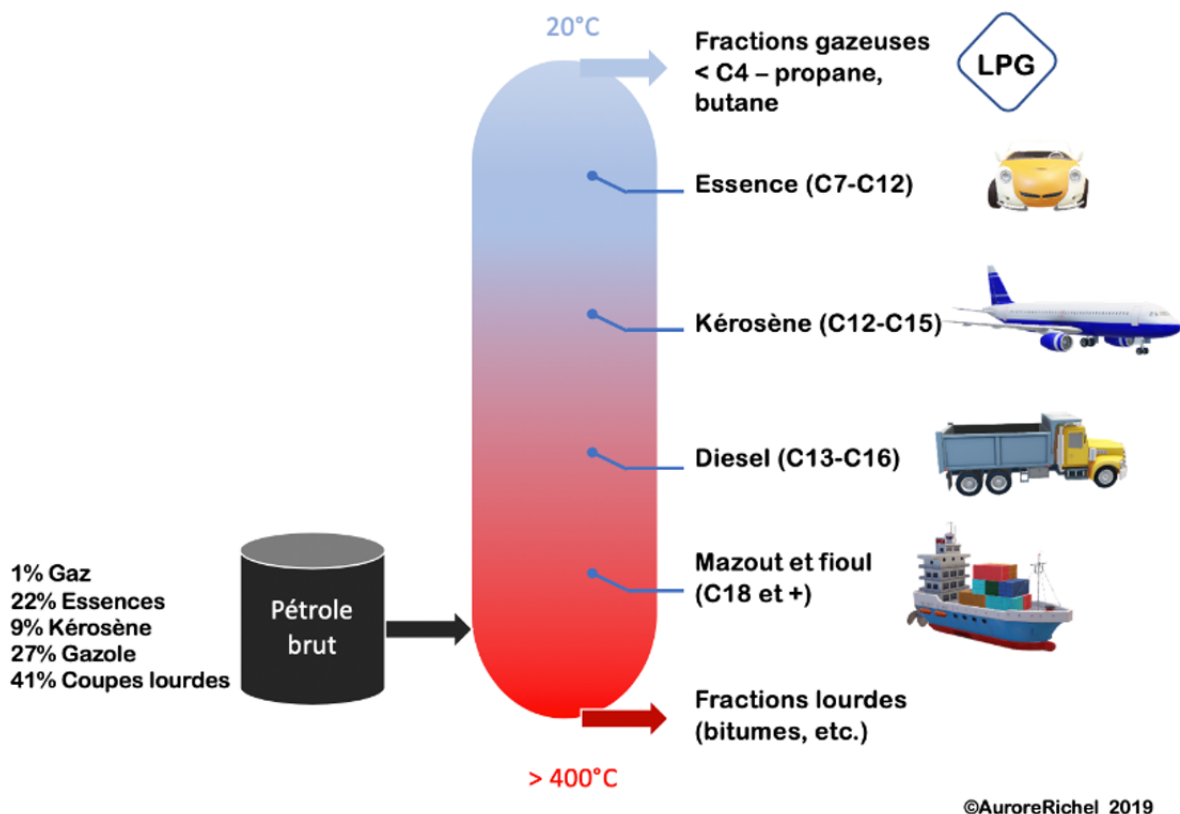 20°C
Fractions gazeuses
< C4 – propane,
butane
LPG
Essence (C7-C12)
Kérosène (C12-C15)
Diesel (C13-C16)
Mazout et fioul
(C18 et +)
1% Gaz
22% Essences
9% Kérosène
27% Gazole
41% Coupes lourdes
Pétrole
brut
Fractions lourdes
(bitumes, etc.)
> 400°C
©AuroreRichel 2019